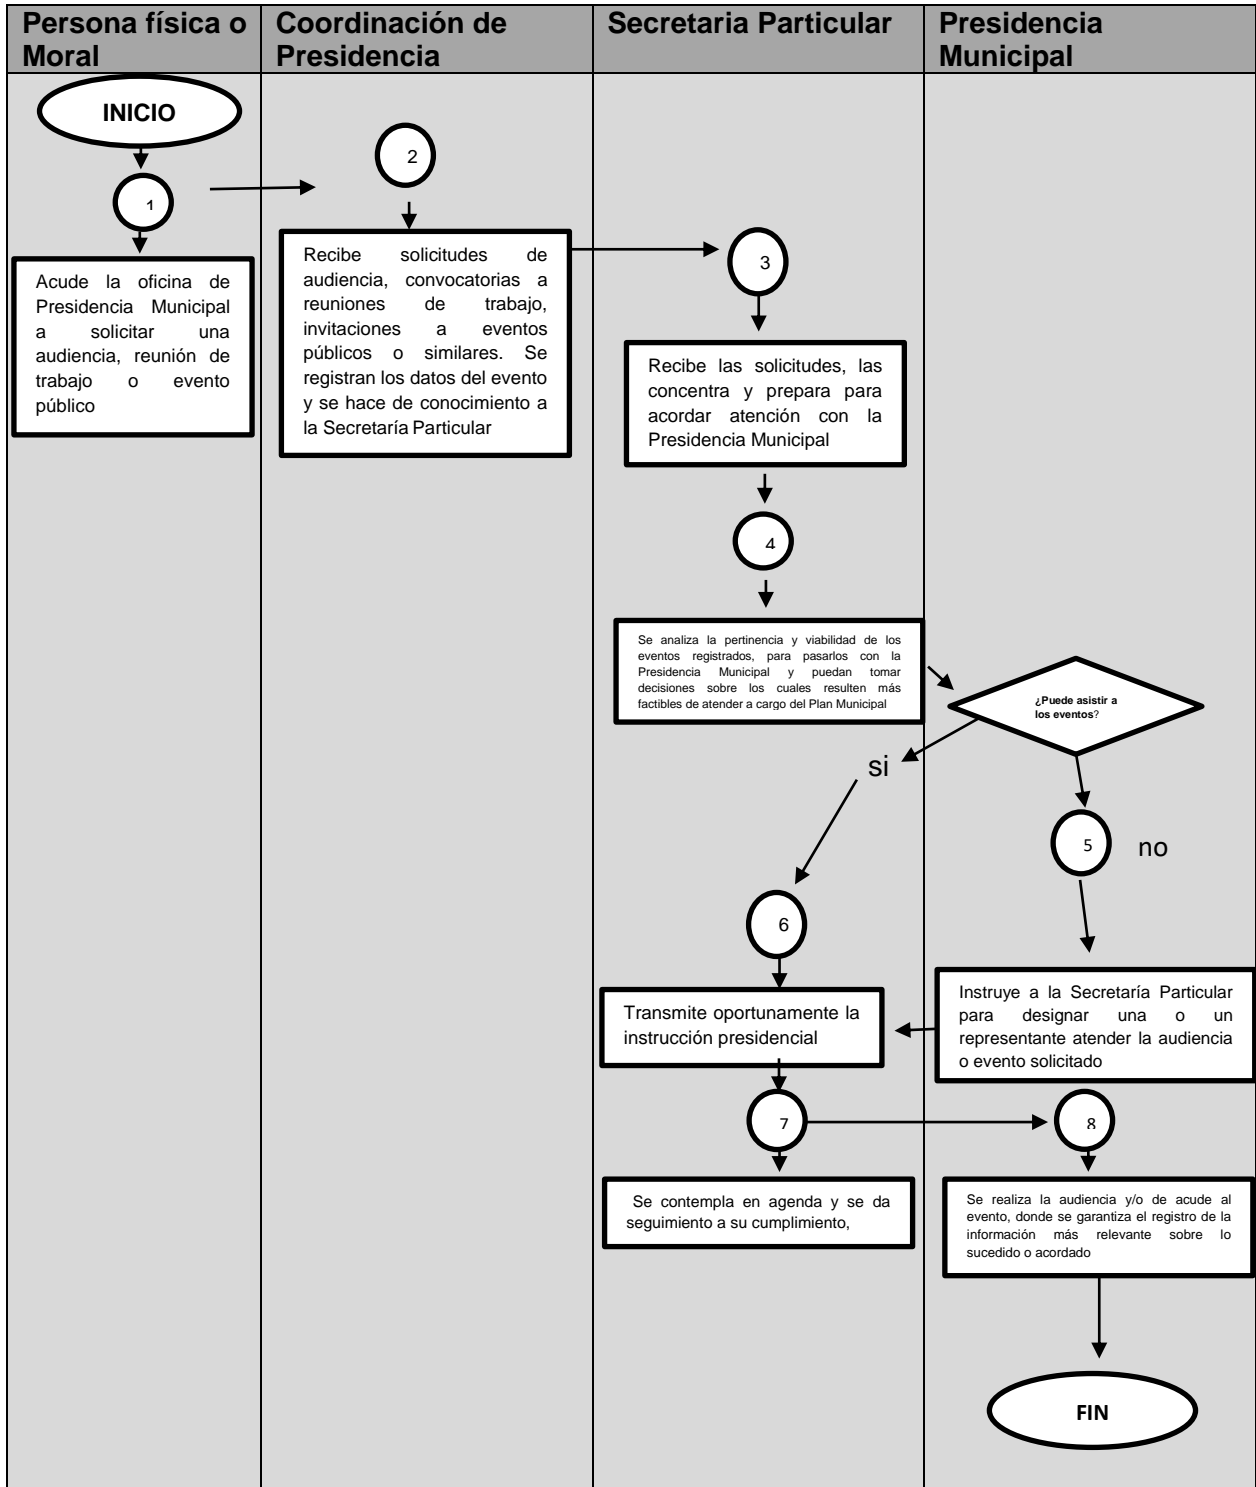 Persona física o
Moral
Coordinación de
Presidencia
Secretaria Particular
Presidencia
Municipal
INICIO
1
Acude la oficina de
Presidencia Municipal
a solicitar una
audiencia, reunión de
trabajo o evento
público
2
Recibe solicitudes de
audiencia, convocatorias a
reuniones de trabajo,
invitaciones a eventos
públicos o similares. Se
registran los datos del evento
y se hace de conocimiento a
la Secretaría Particular
3
Recibe las solicitudes, las
concentra y prepara para
acordar atención con la
Presidencia Municipal
4
Se analiza la pertinencia y viabilidad de los
eventos registrados, para pasarlos con la
Presidencia Municipal y puedan tomar
decisiones sobre los cuales resulten más
factibles de atender a cargo del Plan Municipal
¿Puede asistir a
los eventos?
si
5
no
6
Instruye a la Secretaría Particular
para designar una o un
representante atender la audiencia
o evento solicitado
Transmite oportunamente la
instrucción presidencial
7
8
Se contempla en agenda y se da
seguimiento a su cumplimiento,
Se realiza la audiencia y/o de acude al
evento, donde se garantiza el registro de la
información más relevante sobre lo
sucedido o acordado
FIN